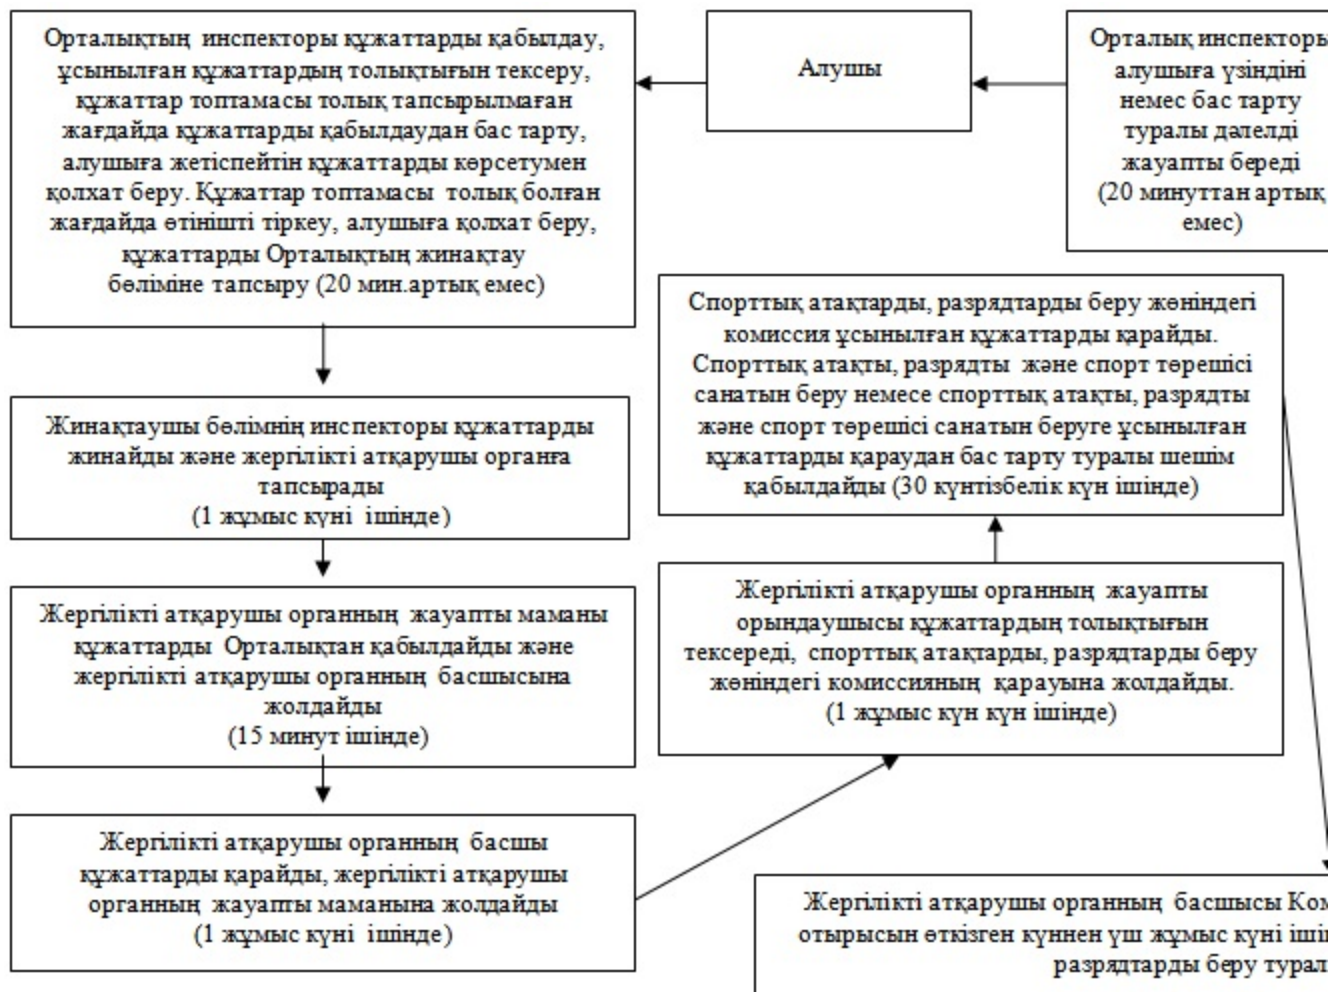 Орталықтың инспекторы құжаттарды қабылдау,
ұсынылған құжаттардың толықтығын тексеру,
құжаттар топтамасы толық тапсырылмаған
жағдайда құжаттарды қабылдаудан бас тарту,
алушыға жетіспейтін құжаттарды көрсетумен
қолхат беру. Құжаттар топтамасы толық болған
жағдайда өтінішті тіркеу, алушыға қолхат беру,
құжаттарды Орталықтың жинақтау
бөліміне тапсыру (20 мин.артық емес)
Алушы
Орталық инспекторы
алушыға үзіндіні
немес бас тарту
туралы дәлелді
жауапты береді
(20 минуттан артық
емес)
Жинақтаушы бөлімнің инспекторы құжаттарды
жинайды және жергілікті атқарушы органға
тапсырады
(1 жұмыс күні ішінде)
Жергілікті атқарушы органның жауапты маманы
құжаттарды Орталықтан қабылдайды және
жергілікті атқарушы органның басшысына
жолдайды
(15 минут ішінде)
Жергілікті атқарушы органның басшы
құжаттарды қарайды, жергілікті атқарушы
органның жауапты маманына жолдайды
(1 жұмыс күні ішінде)
Спорттық атақтарды, разрядтарды беру жөніндегі
комиссия ұсынылған құжаттарды қарайды.
Спорттық атақты, разрядты және спорт төрешісі
санатын беру немесе спорттық атақты, разрядты
және спорт төрешісі санатын беруге ұсынылған
құжаттарды қараудан бас тарту туралы шешім
қабылдайды (30 күнтізбелік күн ішінде)
Жергілікті атқарушы органның жауапты
орындаушысы құжаттардың толықтығын
тексереді, спорттық атақтарды, разрядтарды беру
жөніндегі комиссияның қарауына жолдайды.
(1 жұмыс күн күн ішінде)
Жергілікті атқарушы органның басшысы
отырысын өткізген күннен үш жұмыс күні
разрядтарды беру